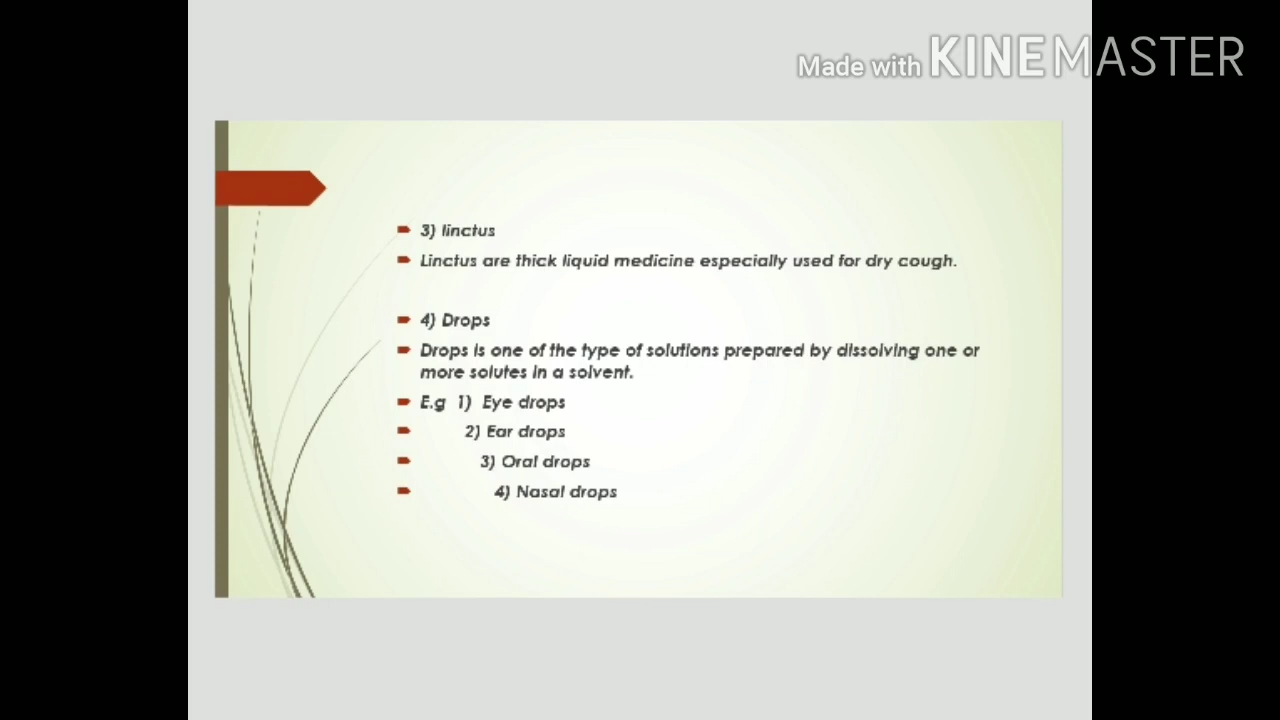 Made with KINEMASTER
3) linctus
Linctus are thick liquid medicine especially used for dry cough.
4) Drops
Drops is one of the type of solutions prepared by dissolving one or
more solutes in a solvent.
E.g 1) Eye drops
2) Ear drops
3) Oral drops
4) Nasal drops